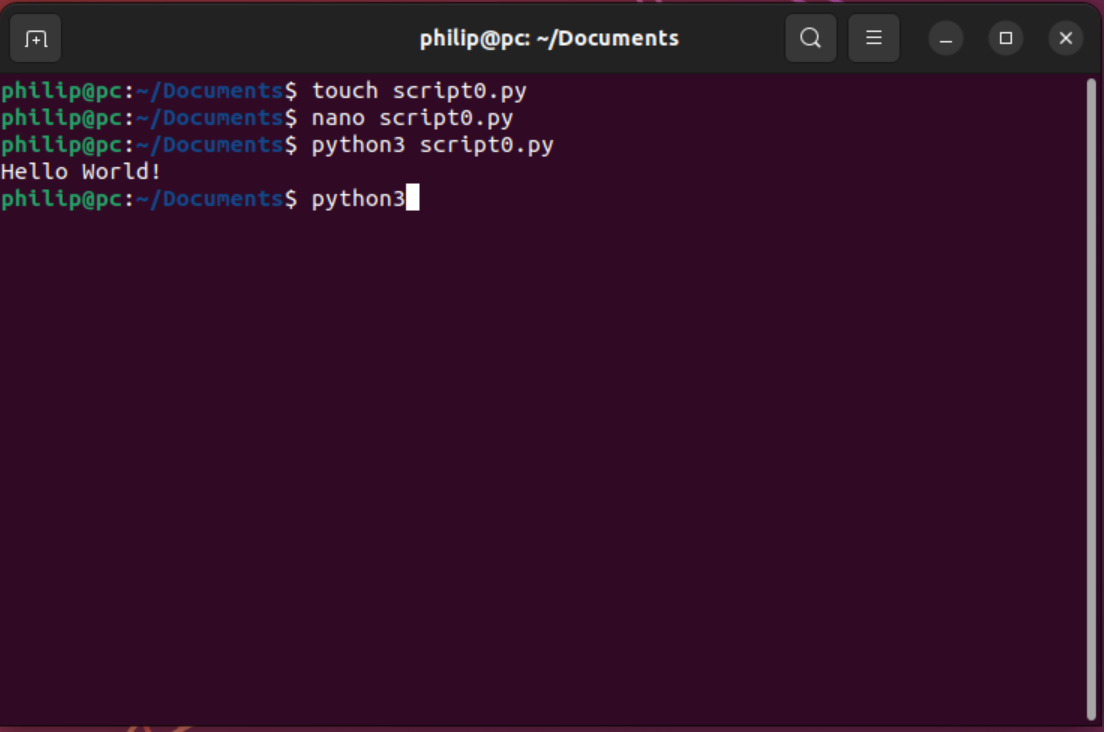 philip@pc: ~/Documents
philip@pc:~/Documents$ touch script0.py
philip@pc:~/Documents$ nano script0.py
philip@pc:~/Documents$ python3 script0.py
Hello World!
philip@pc:~/Documents$ python3